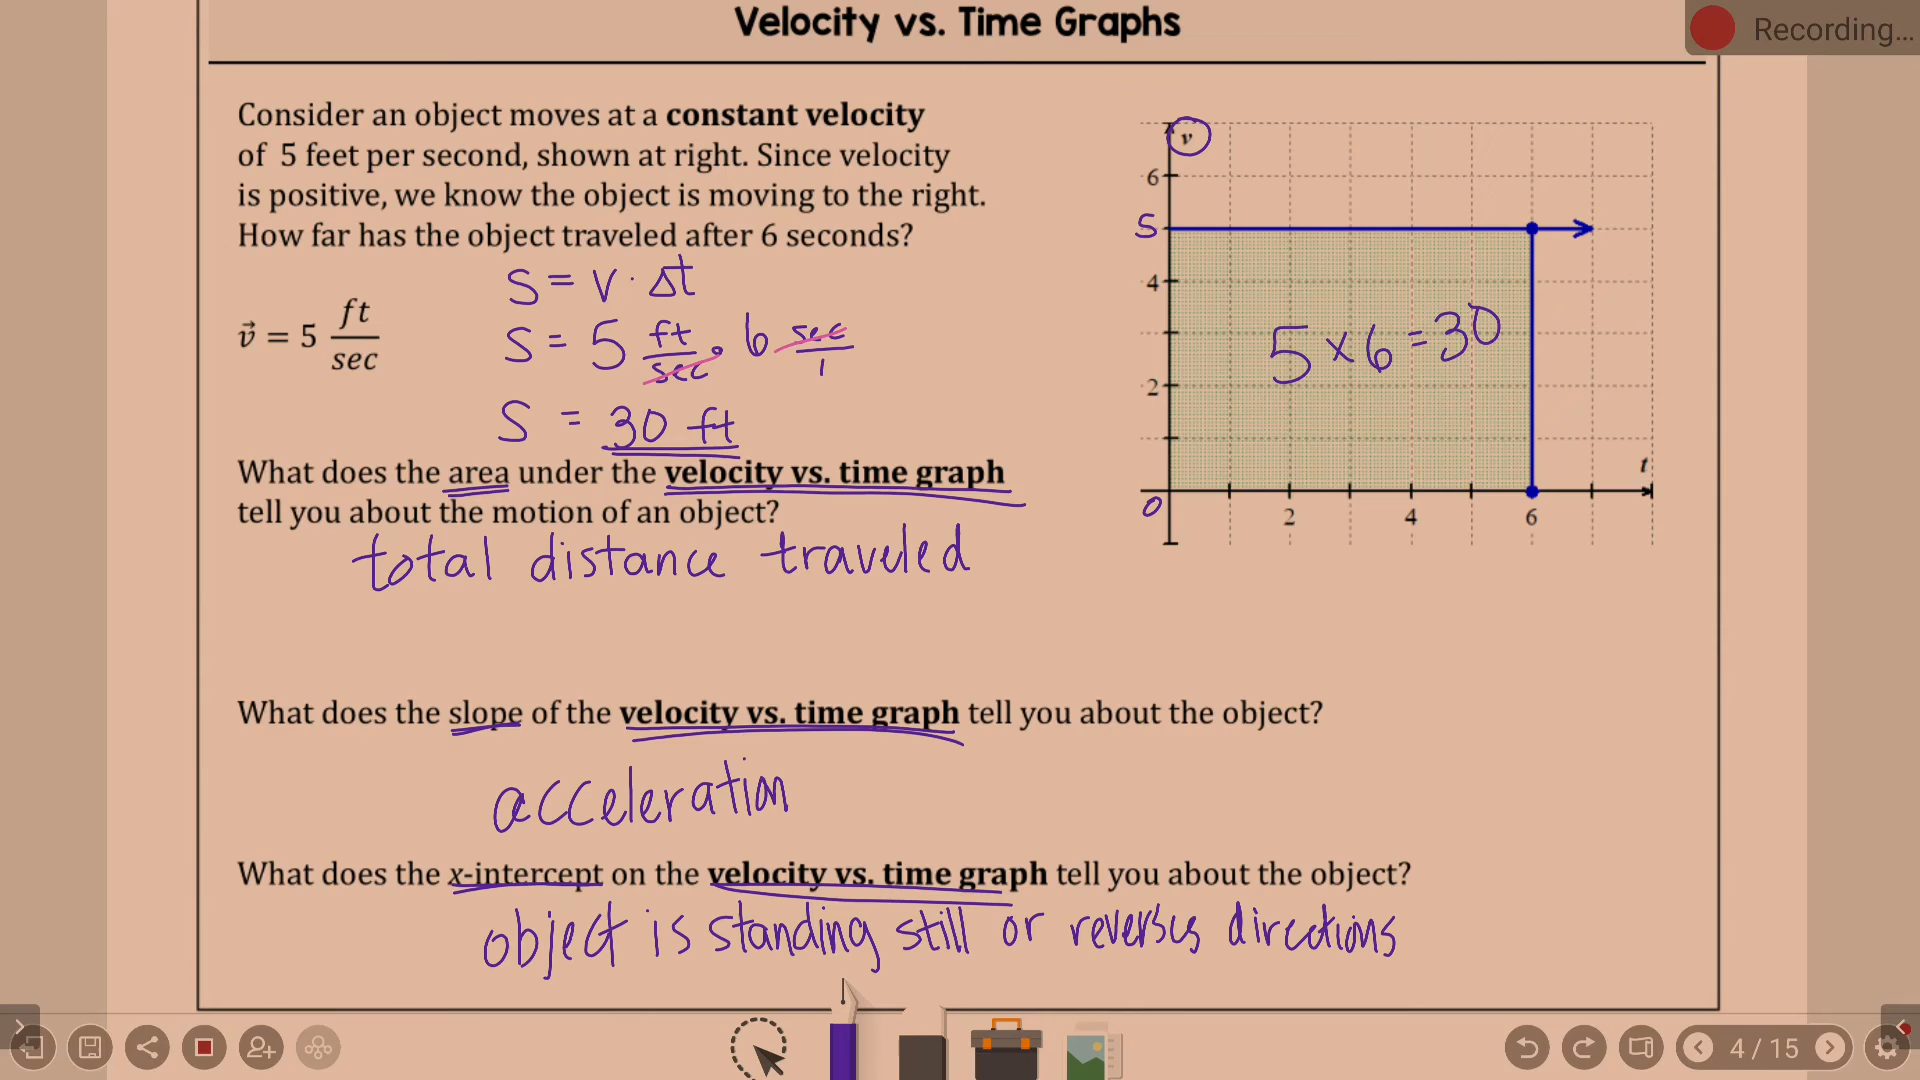 Velocity vs. Time Graphs
Recording...
Consider an object moves at a constant velocity
of 5 feet per second, shown at right. Since velocity
is positive, we know the object is moving to the right.
How far has the object traveled after 6 seconds?
S = V · Δt
v⃗ = 5 ft/sec
S = 5 ft/sec · 6 sec/1
S = 30 ft
What does the area under the velocity vs. time graph
tell you about the motion of an object?
total distance traveled
v
6
5
4
5 × 6 = 30
2
t
0
2 4 6
What does the slope of the velocity vs. time graph tell you about the object?
acceleration
What does the x-intercept on the velocity vs. time graph tell you about the object?
object is standing still or reverses directions
4 / 15